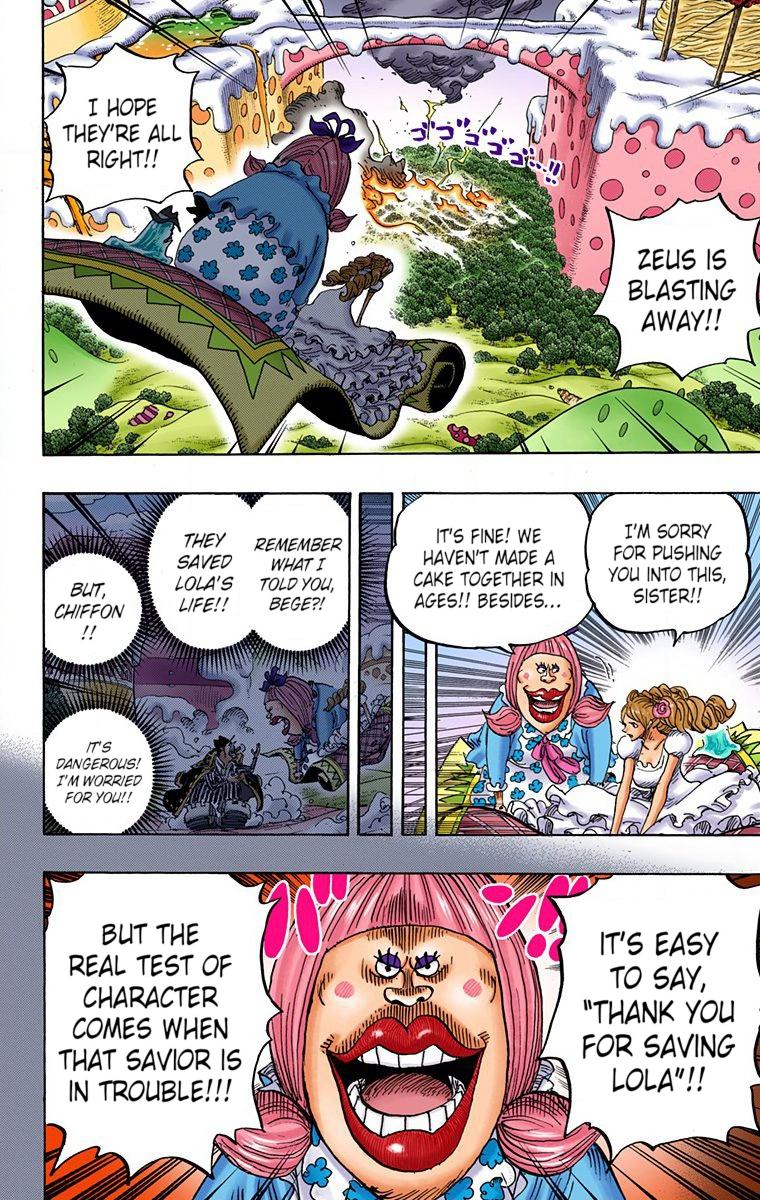 ZEUS IS
BLASTING
AWAY!!
I HOPE
THEY'RE ALL
RIGHT!!
ゴゴゴゴゴゴ…!!
I'M SORRY
FOR PUSHING
YOU INTO THIS,
SISTER!!
IT'S FINE! WE
HAVEN'T MADE A
CAKE TOGETHER IN
AGES!! BESIDES...
REMEMBER
WHAT I
TOLD YOU,
BEGE?!
THEY
SAVED
LOLA'S
LIFE!!
BUT,
CHIFFON
!!
IT'S
DANGEROUS!
I'M WORRIED
FOR YOU!!
IT'S EASY
TO SAY,
"THANK YOU
FOR SAVING
LOLA"!!
BUT THE
REAL TEST OF
CHARACTER
COMES WHEN
THAT SAVIOR IS
IN TROUBLE!!!